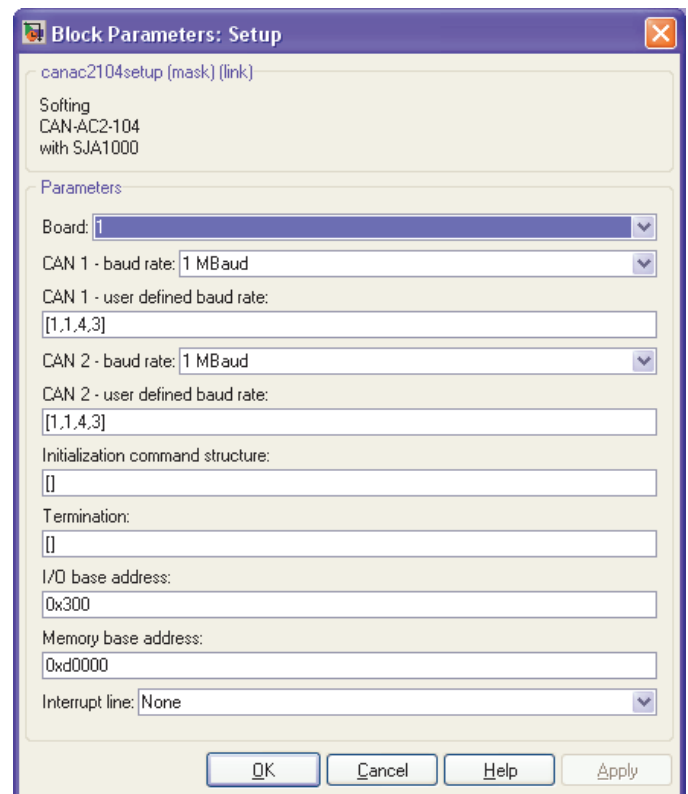 Block Parameters: Setup
canac2104setup (mask) (link)
Softing
CAN-AC2-104
with SJA1000
Parameters
Board: 1
CAN 1 - baud rate: 1 MBaud
CAN 1 - user defined baud rate:
[1,1,4,3]
CAN 2 - baud rate: 1 MBaud
CAN 2 - user defined baud rate:
[1,1,4,3]
Initialization command structure:
[]
Termination:
[]
I/O base address:
0x300
Memory base address:
0xd0000
Interrupt line: None
OK Cancel Help Apply